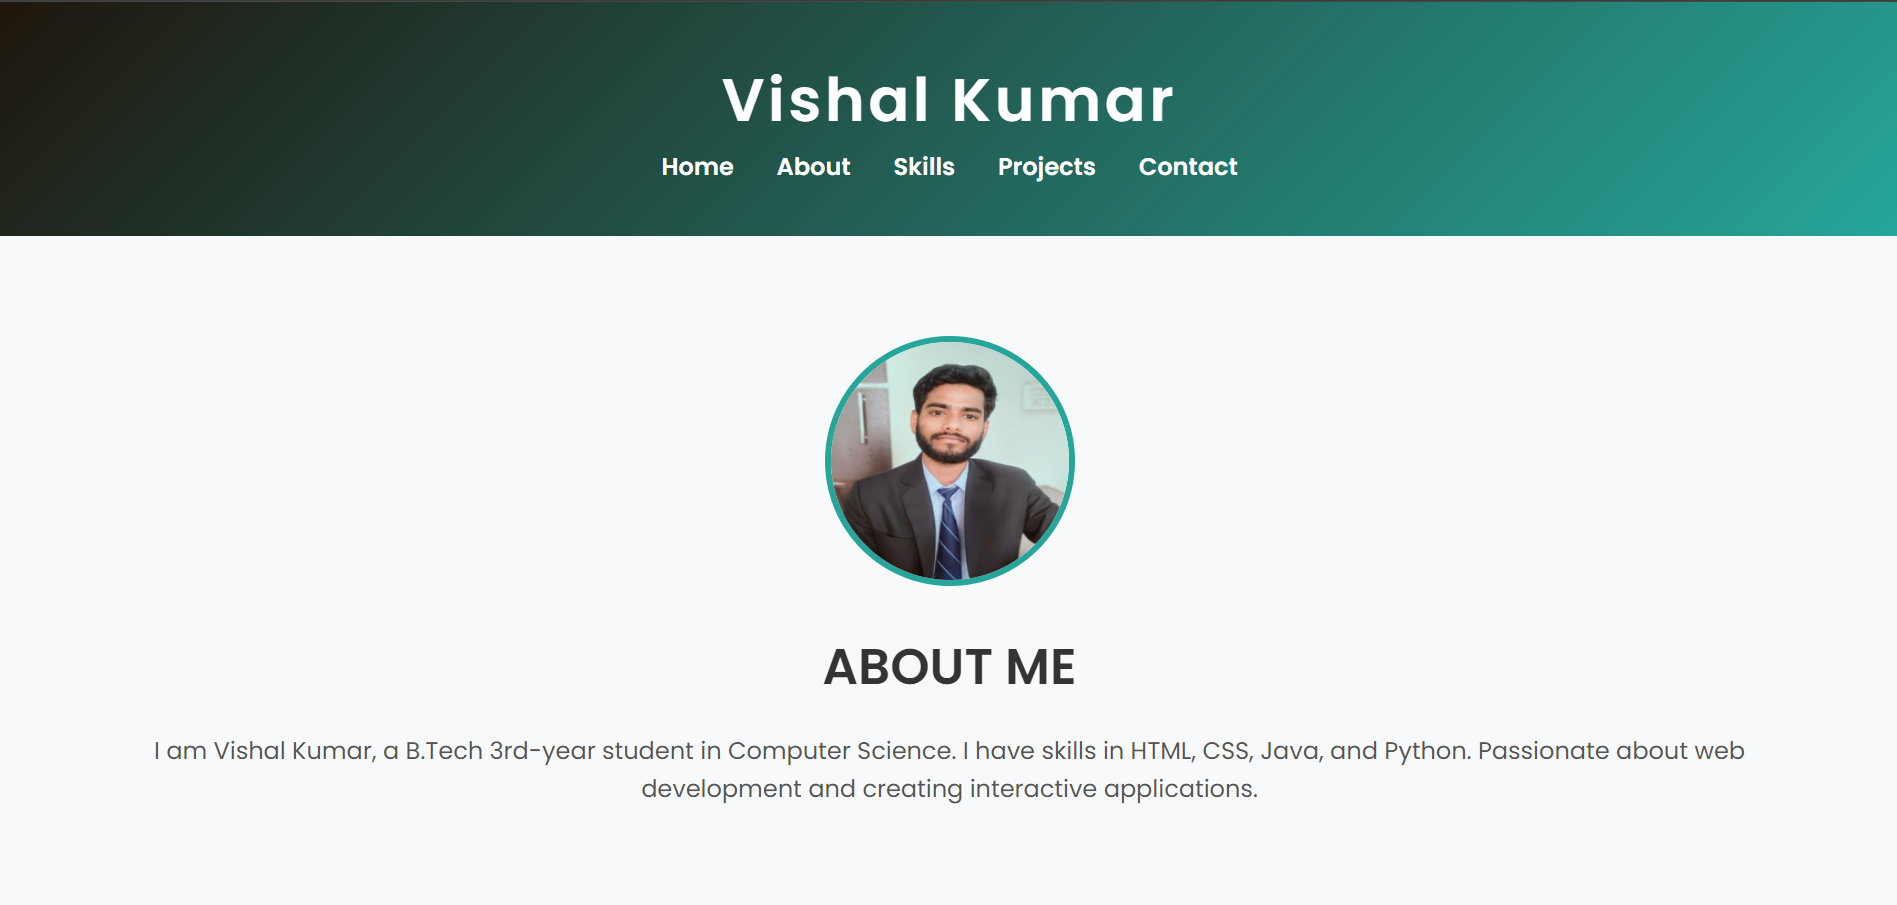 Vishal Kumar
Home About Skills Projects Contact
ABOUT ME
I am Vishal Kumar, a B.Tech 3rd-year student in Computer Science. I have skills in HTML, CSS, Java, and Python. Passionate about web
development and creating interactive applications.